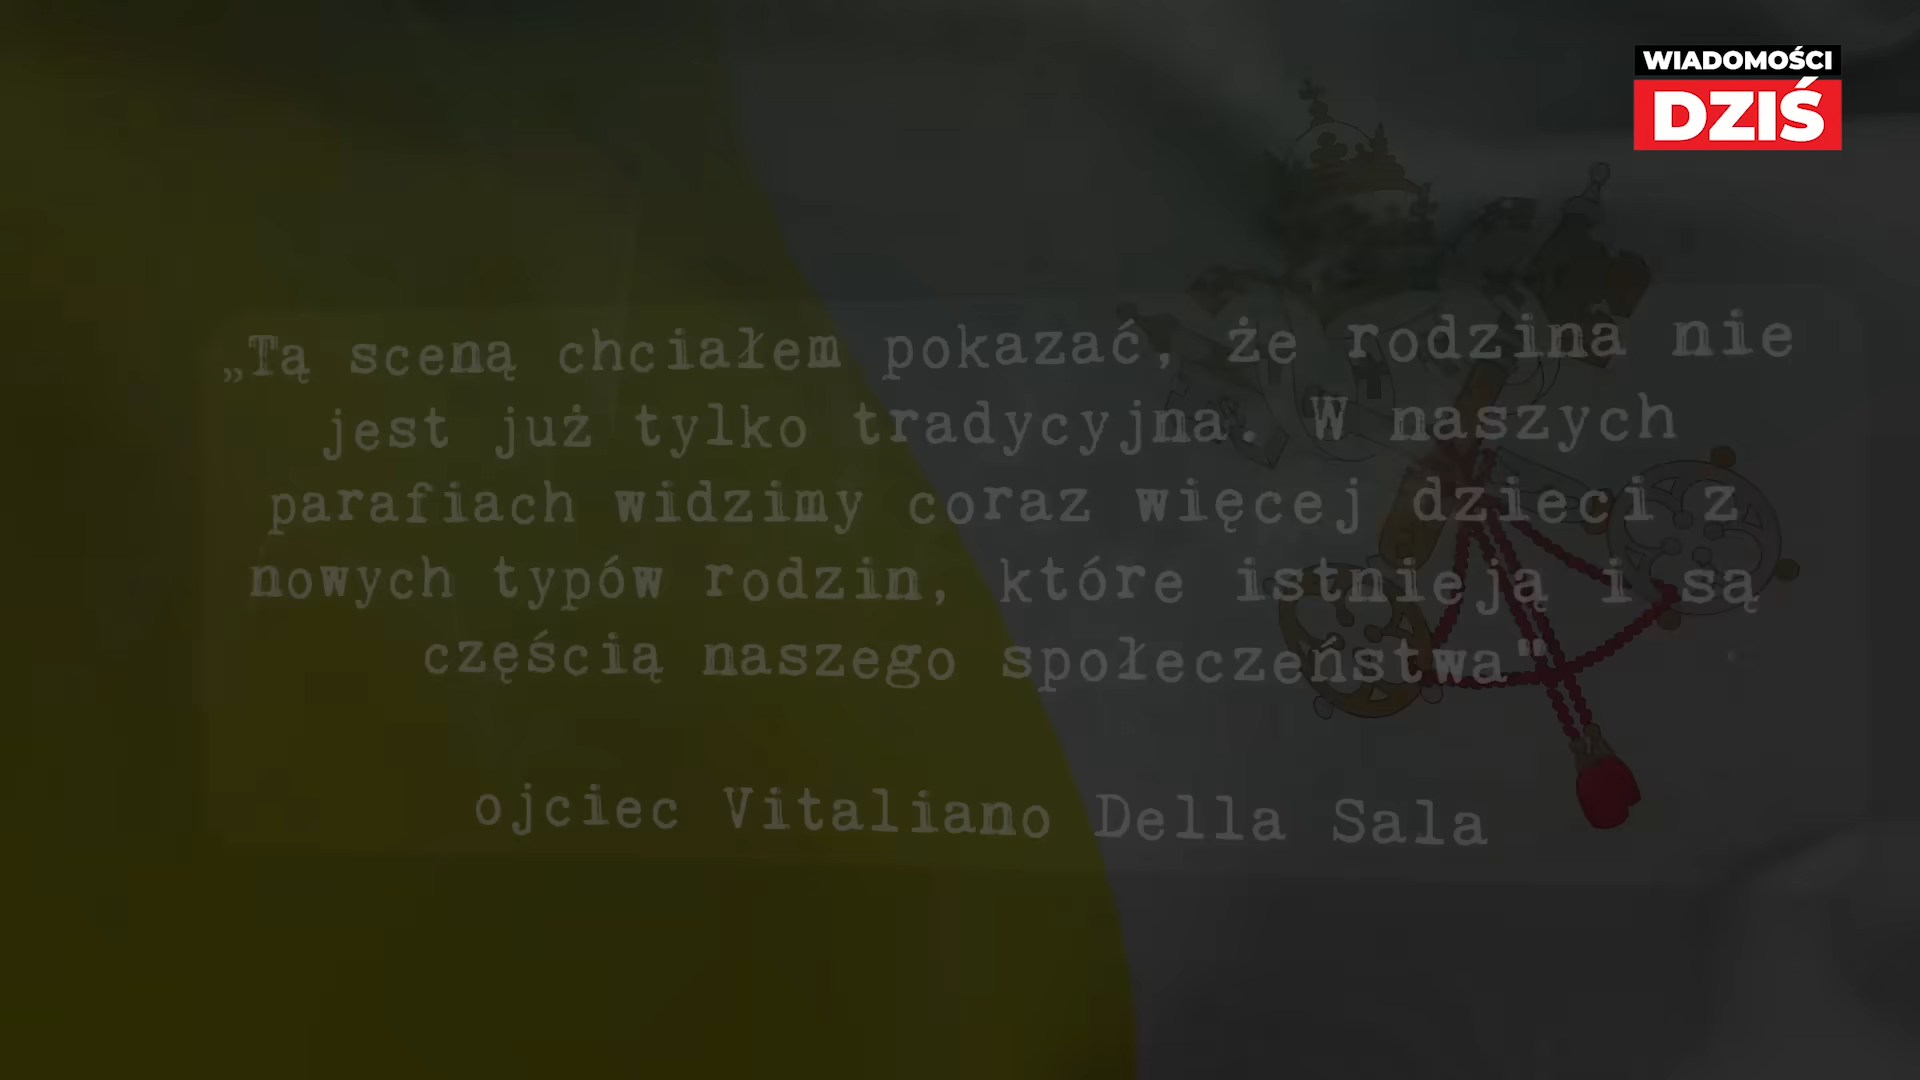 WIADOMOŚCI
DZIŚ
„Tą sceną chciałem pokazać, że rodzina nie
jest już tylko tradycyjna. W naszych
parafiach widzimy coraz więcej dzieci z
nowych typów rodzin, które istnieją i są
częścią naszego społeczeństwa"
ojciec Vitaliano Della Sala